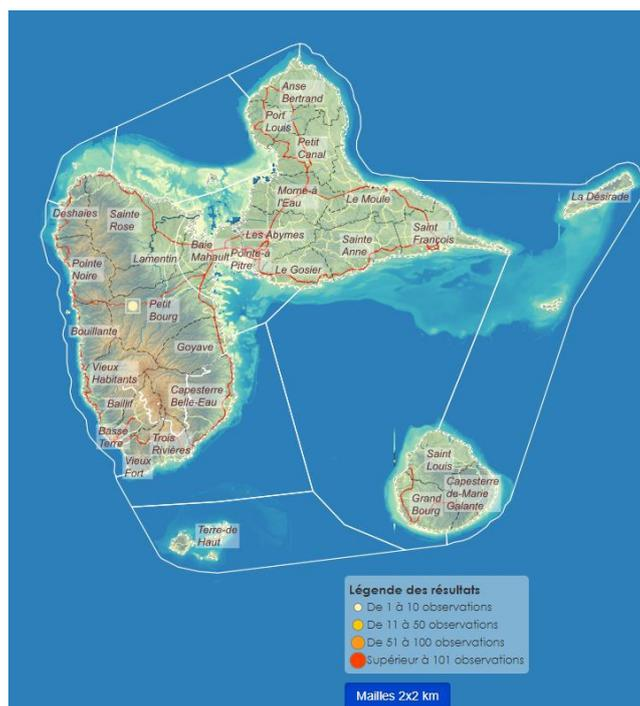 Anse
Bertrand
Port
Louis
Petit
Canal
Morne-à
l'Eau
Le Moule
La Désirade
Deshaies
Sainte
Rose
Lamentin
Baie
Mahault
Les Abymes
Pointe-à
Pitre
Le Gosier
Sainte
Anne
Saint
François
Pointe
Noire
Petit
Bourg
Bouillante
Goyave
Vieux
Habitants
Capesterre
Belle-Eau
Baillif
Basse
Terre
Trois
Rivières
Vieux
Fort
Saint
Louis
Capesterre
de-Marie
Galante
Grand
Bourg
Terre-de
Haut
Légende des résultats
De 1 à 10 observations
De 11 à 50 observations
De 51 à 100 observations
Supérieur à 101 observations
Mailles 2x2 km